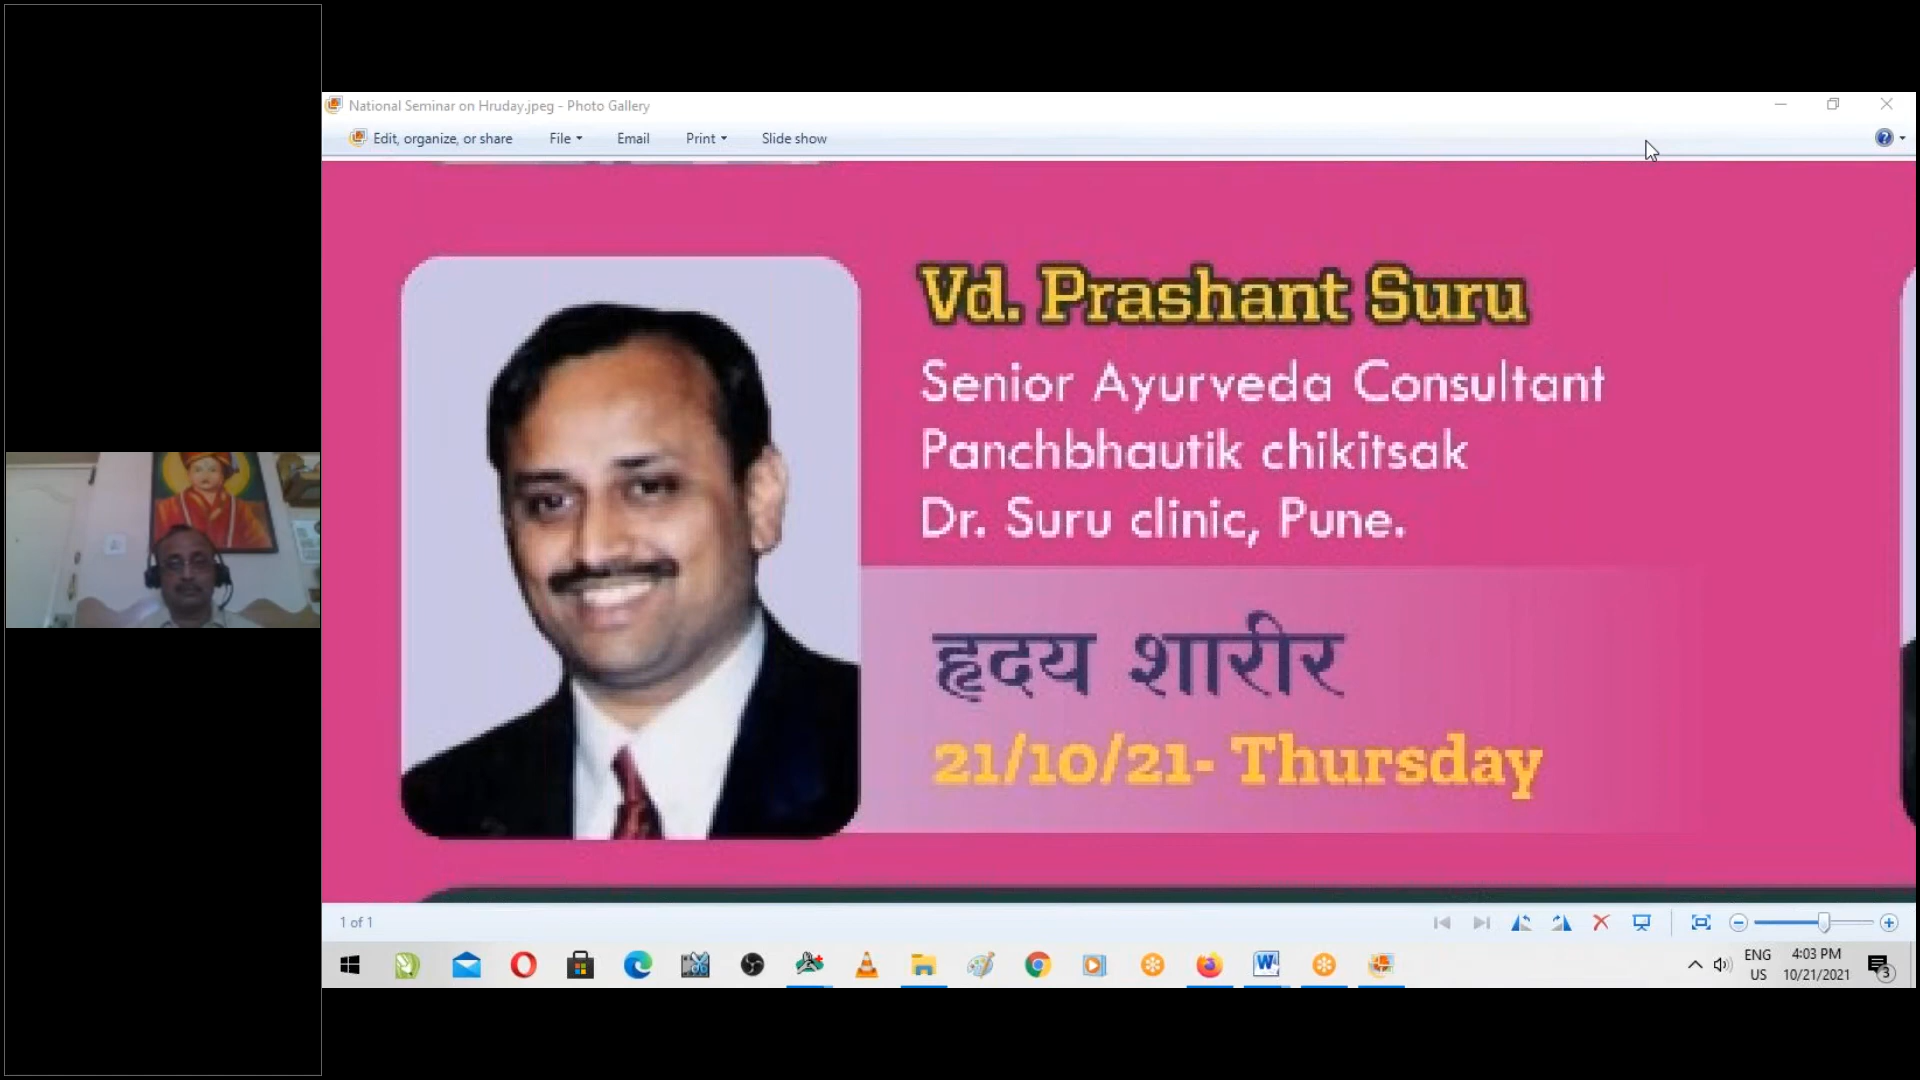 National Seminar on Hruday.jpeg - Photo Gallery
Edit, organize, or share File Email Print Slide show
Vd. Prashant Suru
Senior Ayurveda Consultant
Panchbhautik chikitsak
Dr. Suru clinic, Pune.
हृदय शारीर
21/10/21- Thursday
1 of 1
ENG
US
4:03 PM
10/21/2021
3